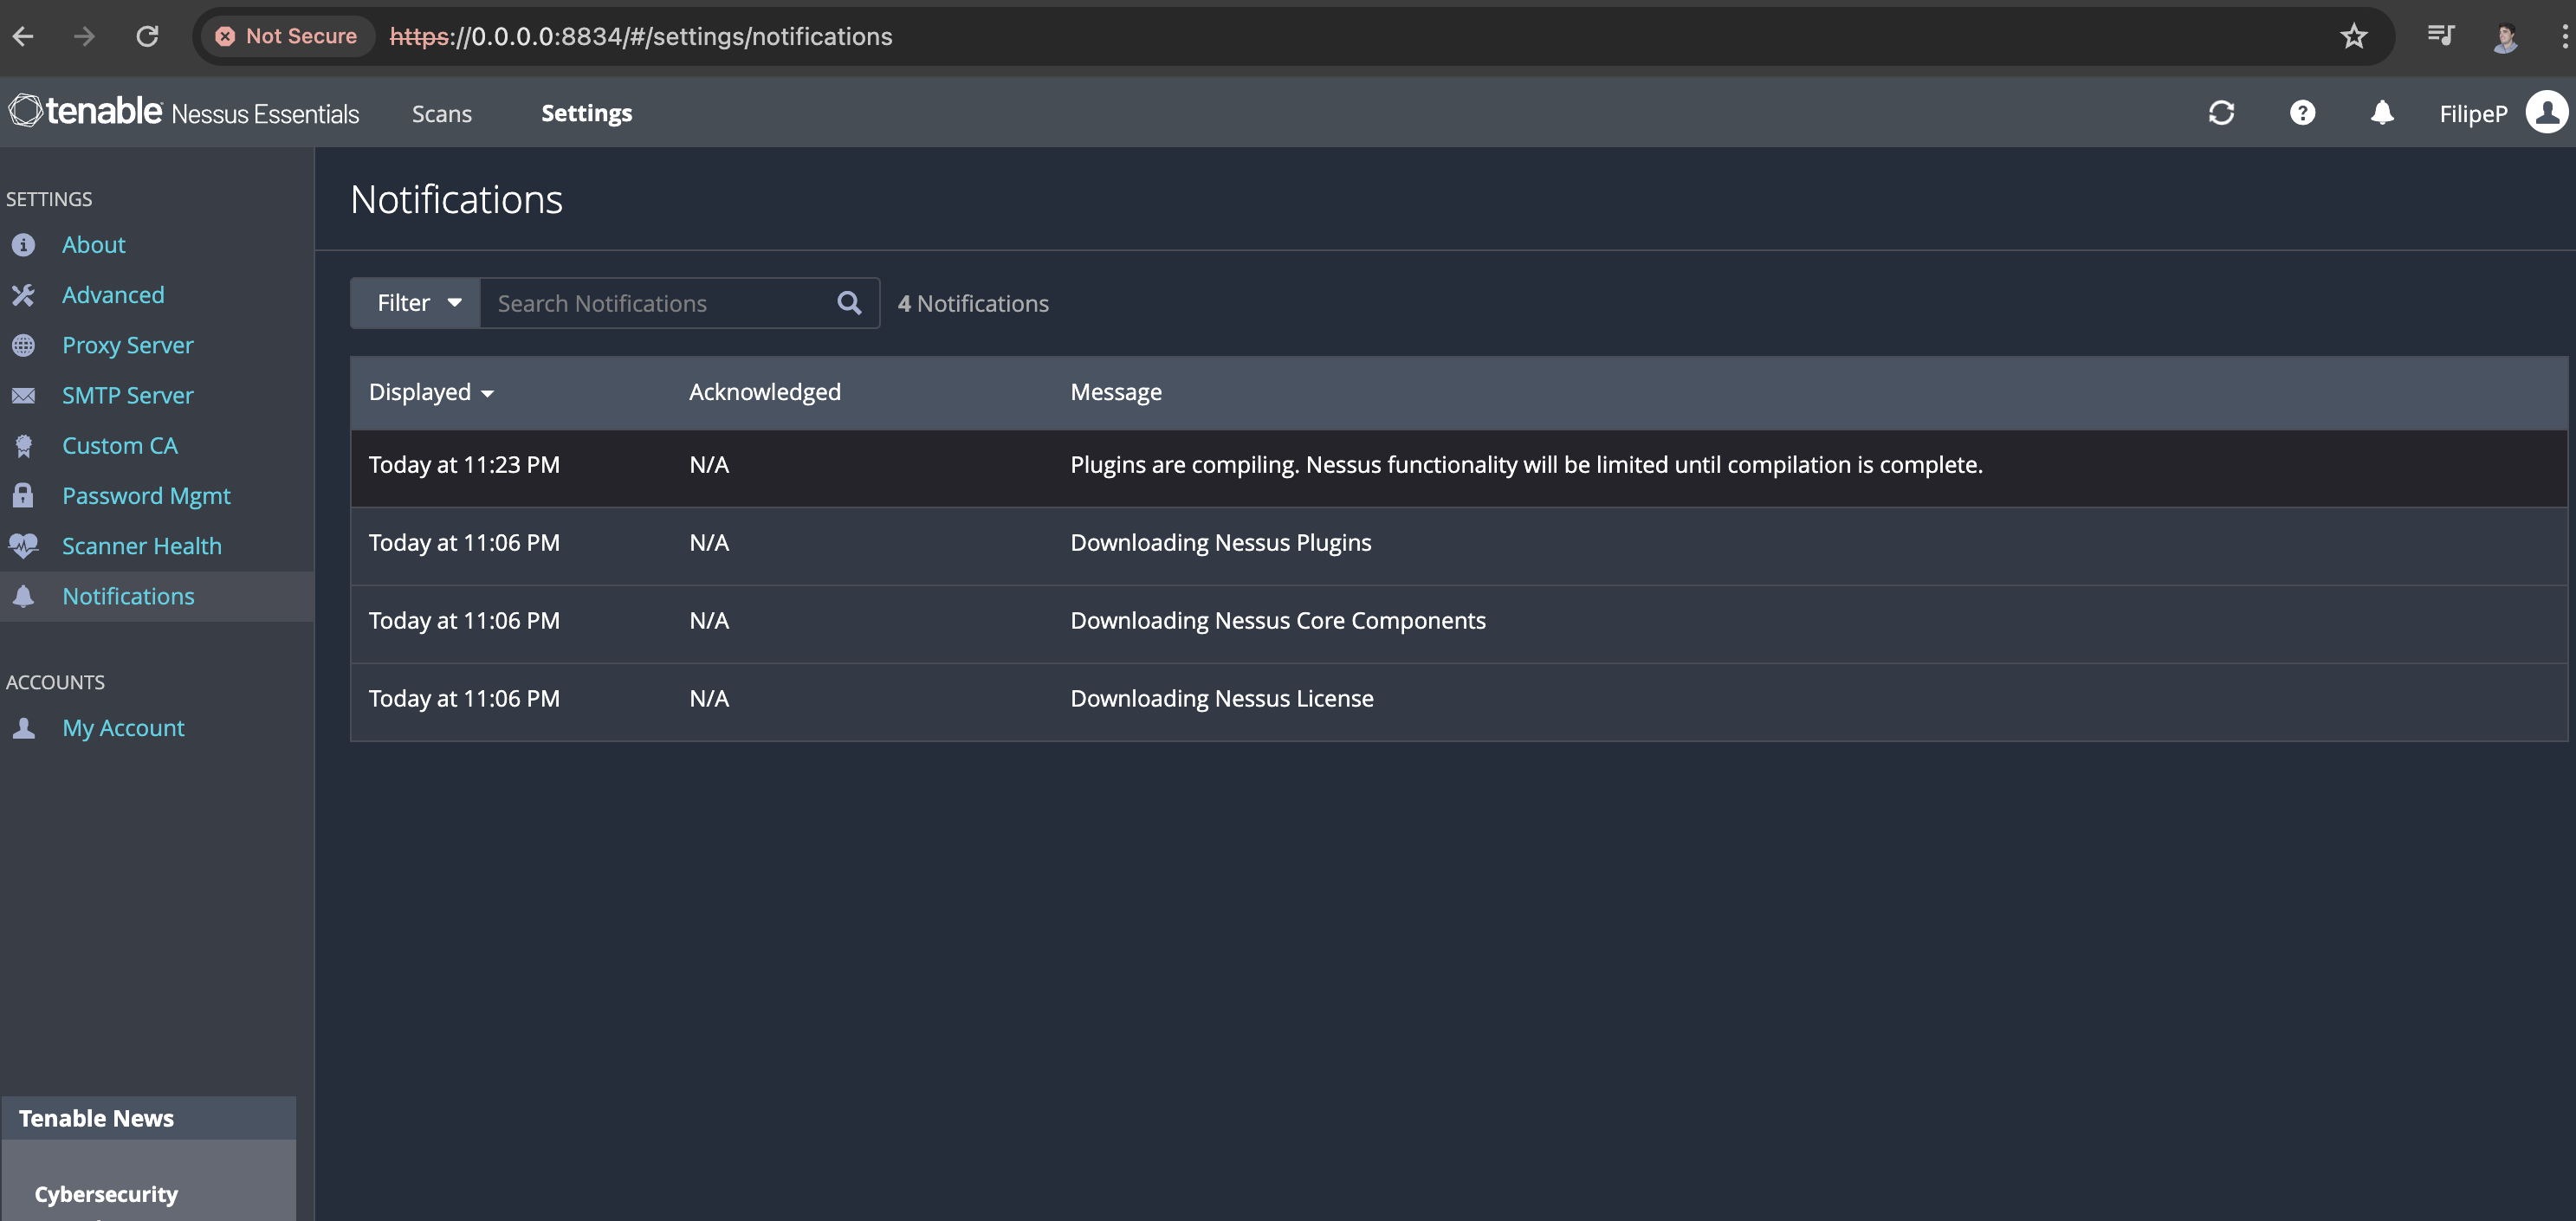 Not Secure https://0.0.0.0:8834/#/settings/notifications
tenable Nessus Essentials Scans Settings FilipeP
SETTINGS
About
Advanced
Proxy Server
SMTP Server
Custom CA
Password Mgmt
Scanner Health
Notifications
ACCOUNTS
My Account
Tenable News
Cybersecurity
Notifications
Filter Search Notifications 4 Notifications
Displayed Acknowledged Message
Today at 11:23 PM N/A Plugins are compiling. Nessus functionality will be limited until compilation is complete.
Today at 11:06 PM N/A Downloading Nessus Plugins
Today at 11:06 PM N/A Downloading Nessus Core Components
Today at 11:06 PM N/A Downloading Nessus License